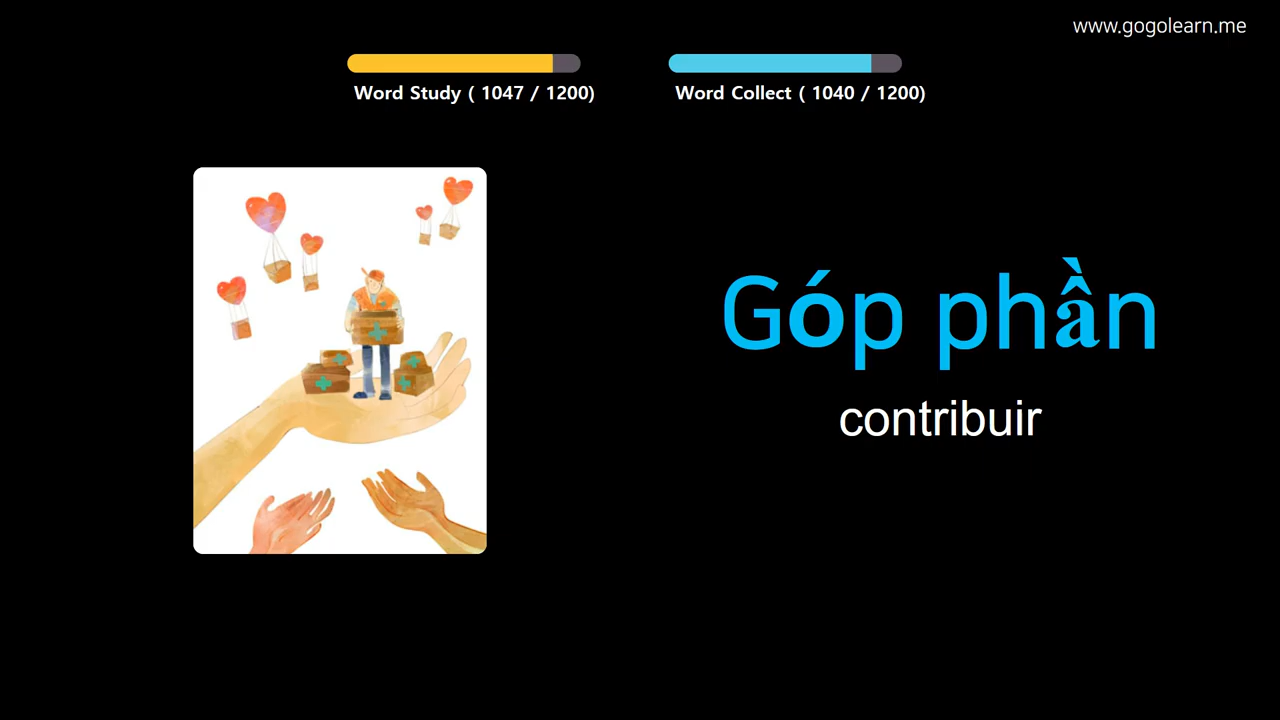 www.gogolearn.me
Word Study ( 1047 / 1200)
Word Collect ( 1040 / 1200)
Góp phần
contribuir